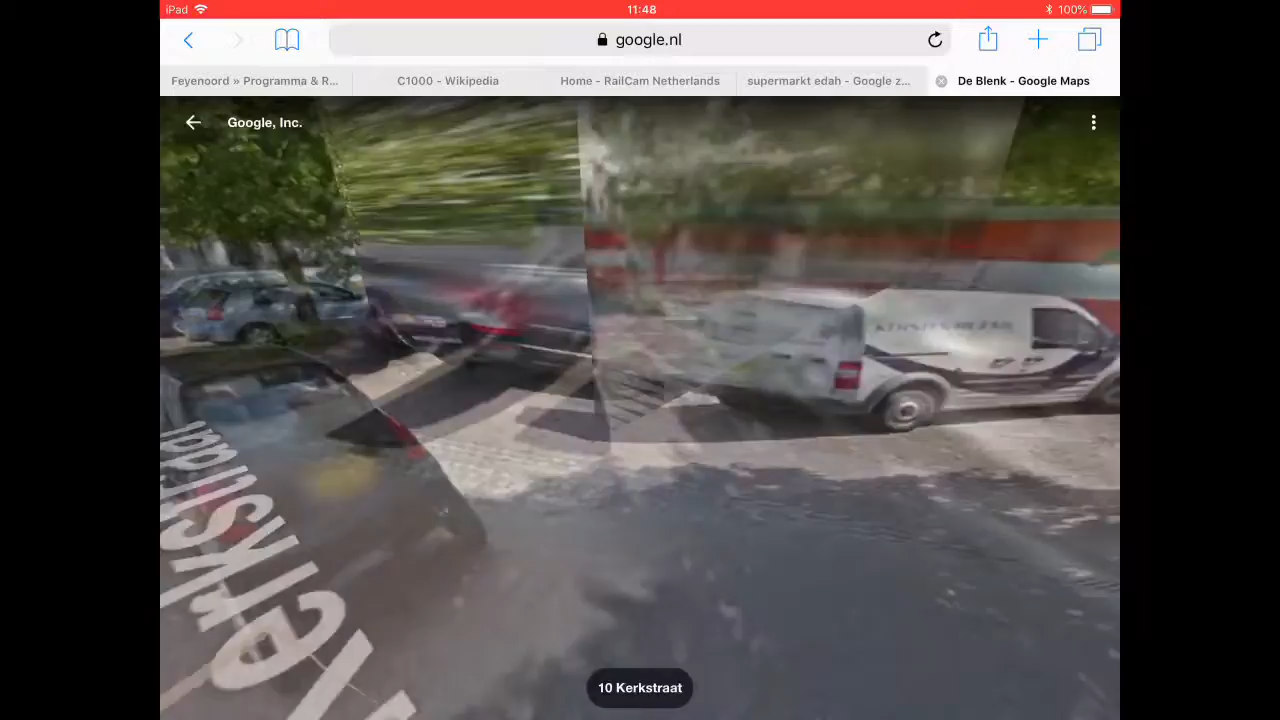 iPad 11:48 100%
google.nl
Feyenoord » Programma & R... C1000 - Wikipedia Home - RailCam Netherlands supermarkt edah - Google z... De Blenk - Google Maps
Google, Inc.
Kerkstraat
10 Kerkstraat